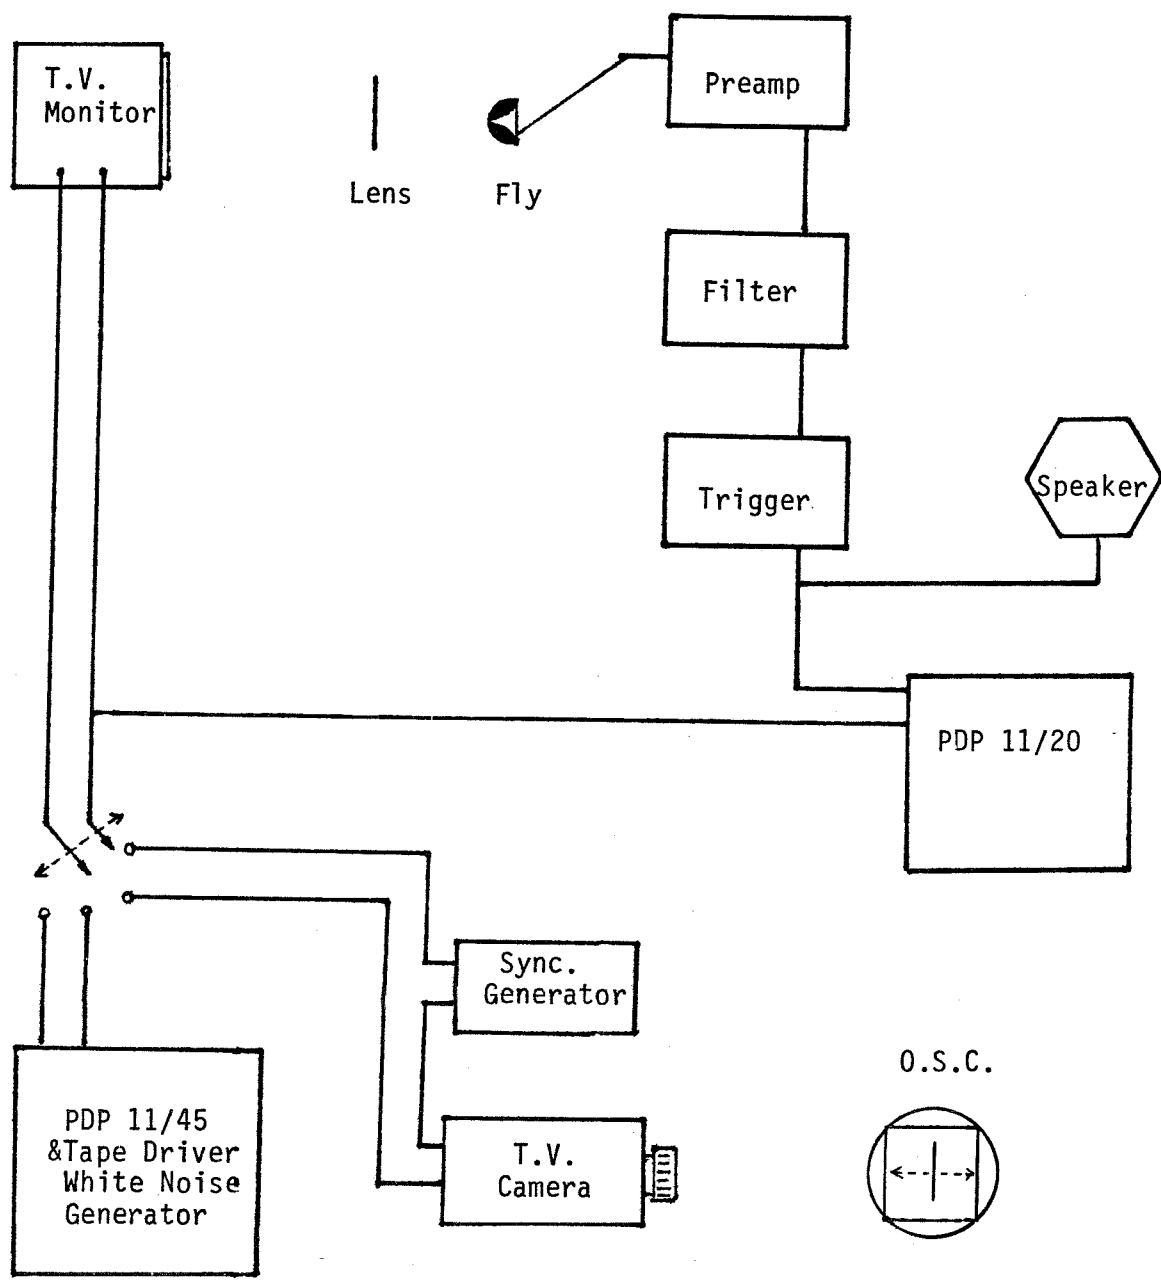 T.V.
Monitor
Lens
Fly
Preamp
Filter
Trigger
Speaker
PDP 11/20
Sync.
Generator
O.S.C.
PDP 11/45
&Tape Driver
White Noise
Generator
T.V.
Camera